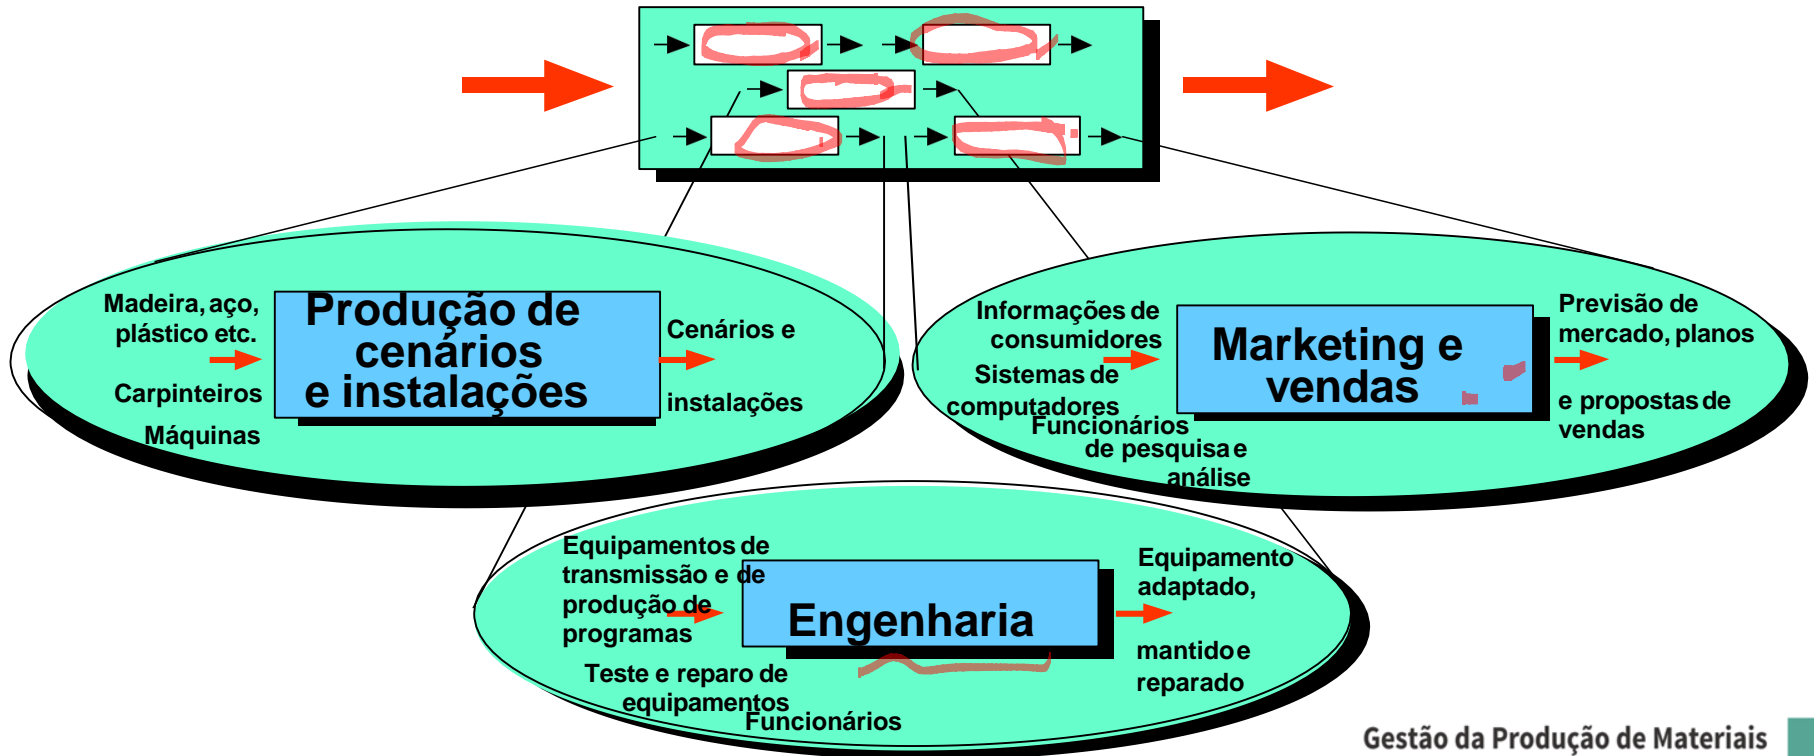 Madeira, aço,
plástico etc.
Carpinteiros
Máquinas
Produção de
cenários
e instalações
Cenários e
instalações
Informações de
consumidores
Sistemas de
computadores
Funcionários
de pesquisa e
análise
Marketing e
vendas
Previsão de
mercado, planos
e propostas de
vendas
Equipamentos de
transmissão e de
produção de
programas
Teste e reparo de
equipamentos
Funcionários
Engenharia
Equipamento
adaptado,
mantido e
reparado
Gestão da Produção de Materiais